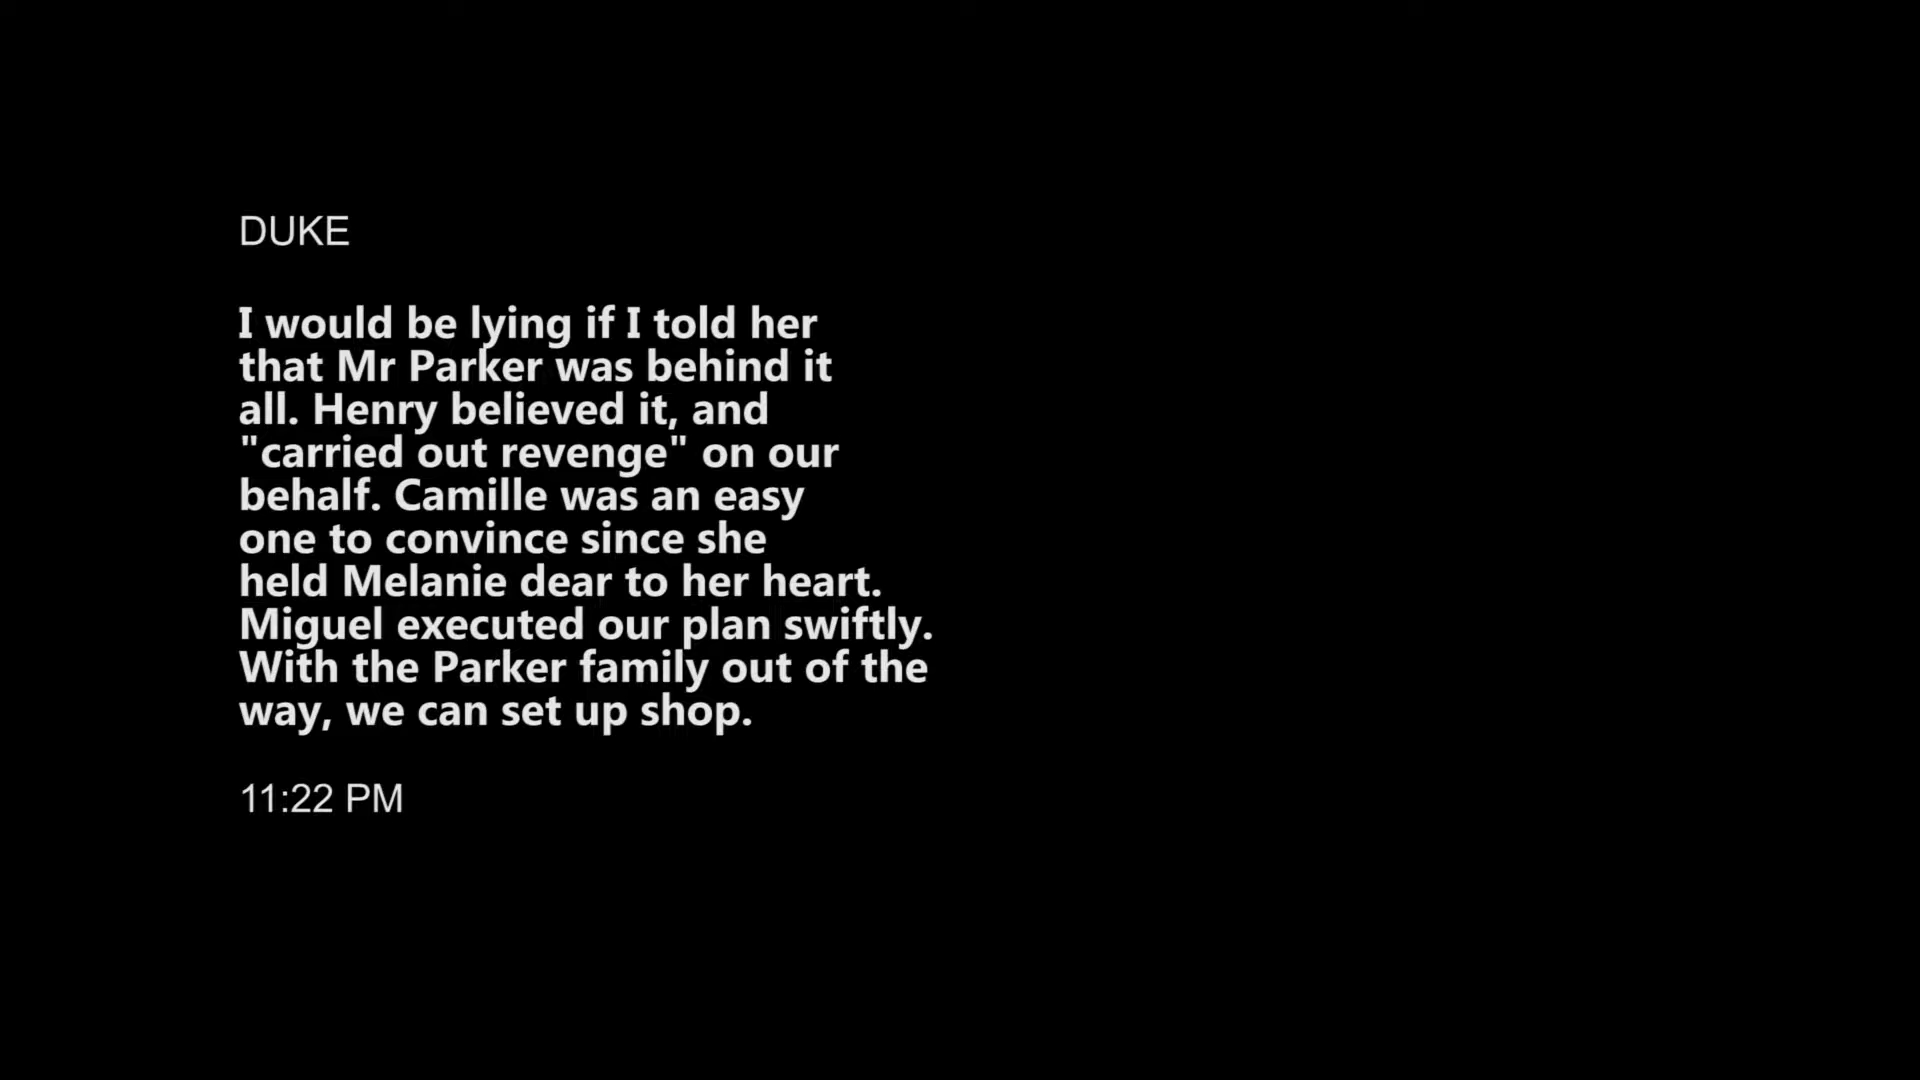 DUKE
I would be lying if I told her
that Mr Parker was behind it
all. Henry believed it, and
"carried out revenge" on our
behalf. Camille was an easy
one to convince since she
held Melanie dear to her heart.
Miguel executed our plan swiftly.
With the Parker family out of the
way, we can set up shop.
11:22 PM